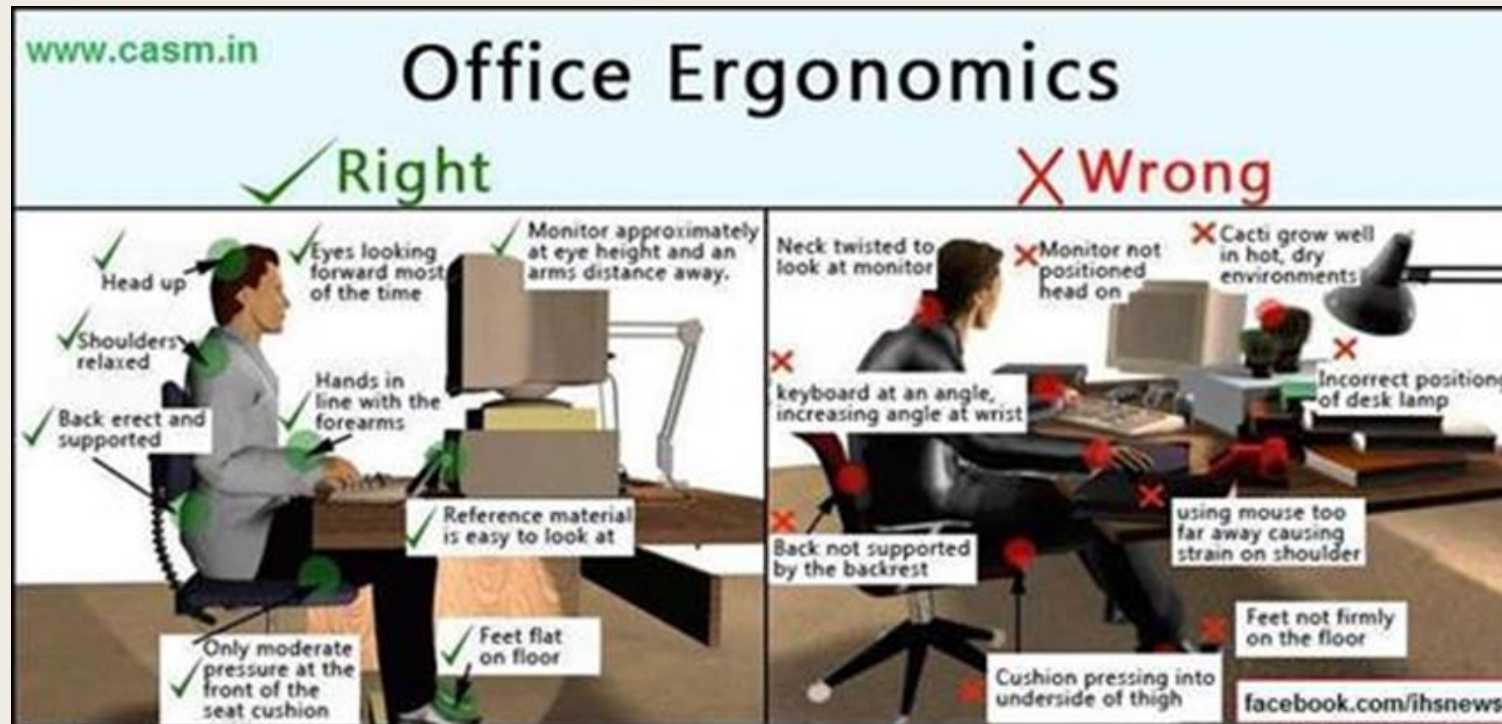 www.casm.in
Office Ergonomics
Right
Wrong
Head up
Eyes looking
forward most
of the time
Monitor approximately
at eye height and an
arms distance away.
Shoulders
relaxed
Hands in
line with the
forearms
Back erect and
supported
Reference material
is easy to look at
Only moderate
pressure at the
front of the
seat cushion
Feet flat
on floor
Neck twisted to
look at monitor
Monitor not
positioned
head on
Cacti grow well
in hot, dry
environments
keyboard at an angle,
increasing angle at wrist
Incorrect positiong
of desk lamp
Back not supported
by the backrest
using mouse too
far away causing
strain on shoulder
Feet not firmly
on the floor
Cushion pressing into
underside of thigh
facebook.com/ihsnews